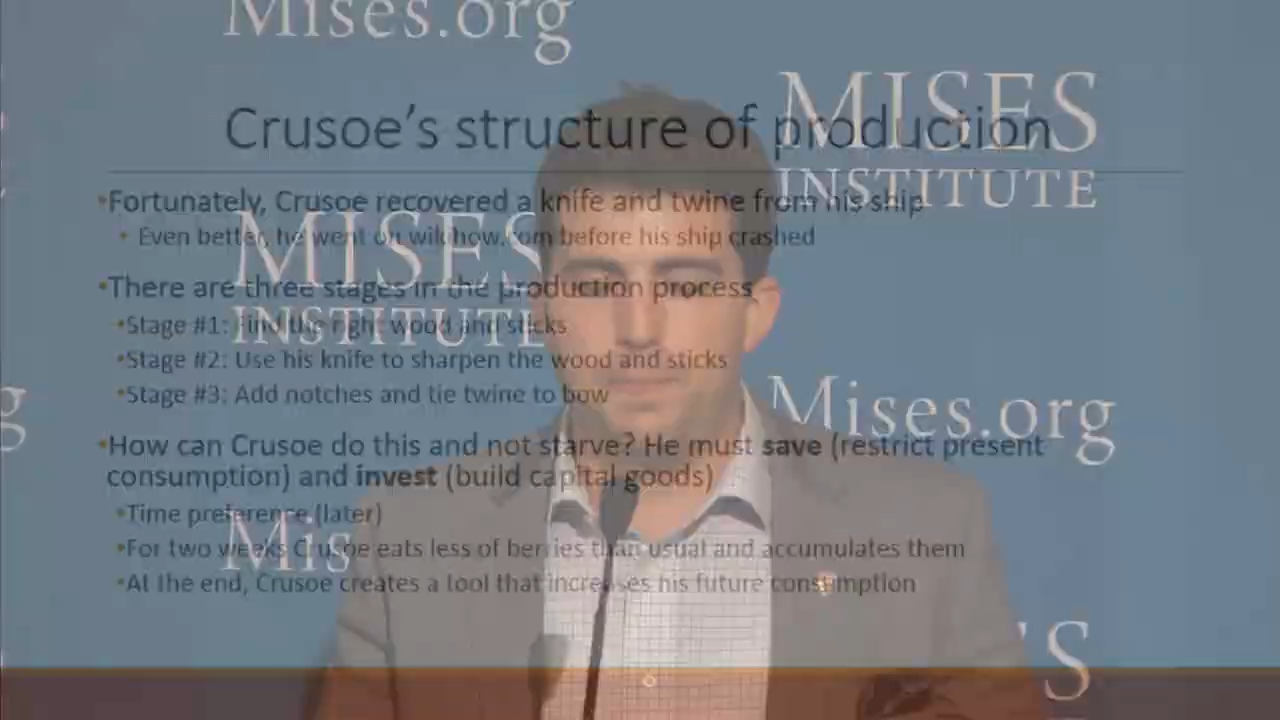 Mises.org
MISES
INSTITUTE
Crusoe's structure of production
•Fortunately, Crusoe recovered a knife and twine from his ship
• Even better, he went on wikihow.com before his ship crashed
MISES
INSTITUTE
•There are three stages in the production process
•Stage #1: Find the right wood and sticks
•Stage #2: Use his knife to sharpen the wood and sticks
•Stage #3: Add notches and tie twine to bow
Mises.org
g
•How can Crusoe do this and not starve? He must save (restrict present
consumption) and invest (build capital goods)
•Time preference (later)
•For two weeks Crusoe eats less of berries than usual and accumulates them
•At the end, Crusoe creates a tool that increases his future consumption
Mis
S